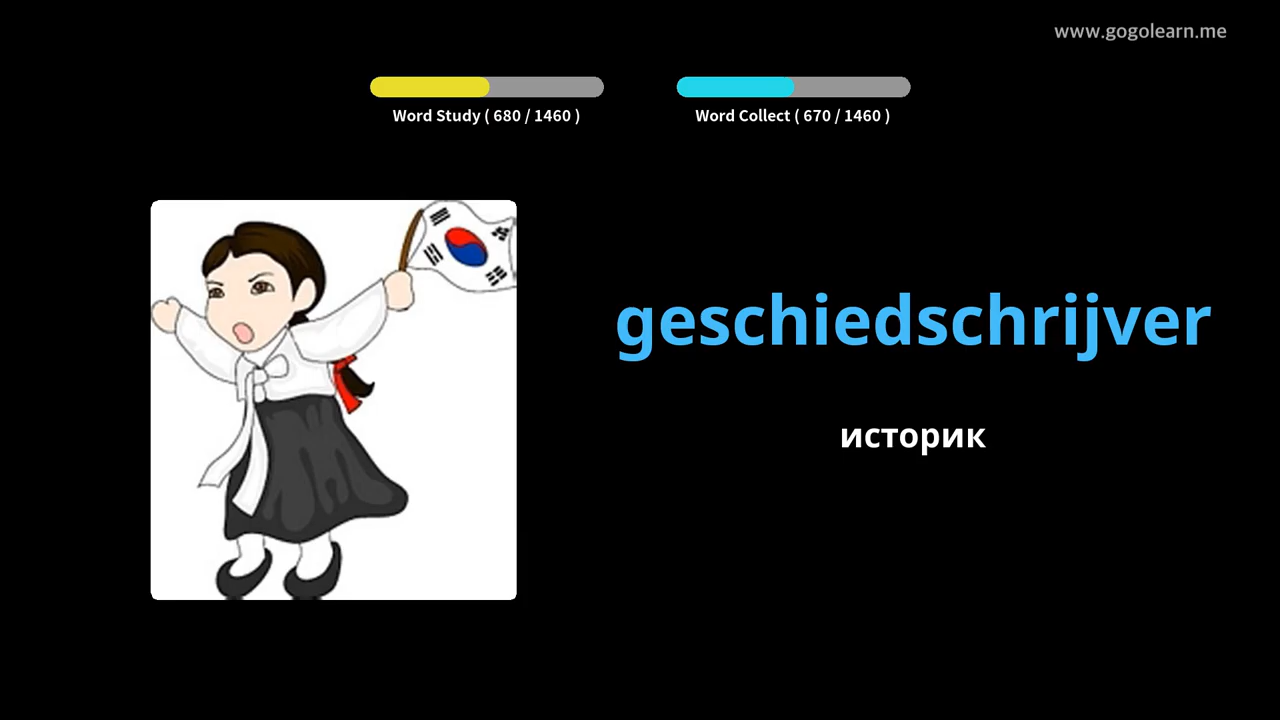 www.gogolearn.me
Word Study ( 680 / 1460 )
Word Collect ( 670 / 1460 )
geschiedschrijver
историк